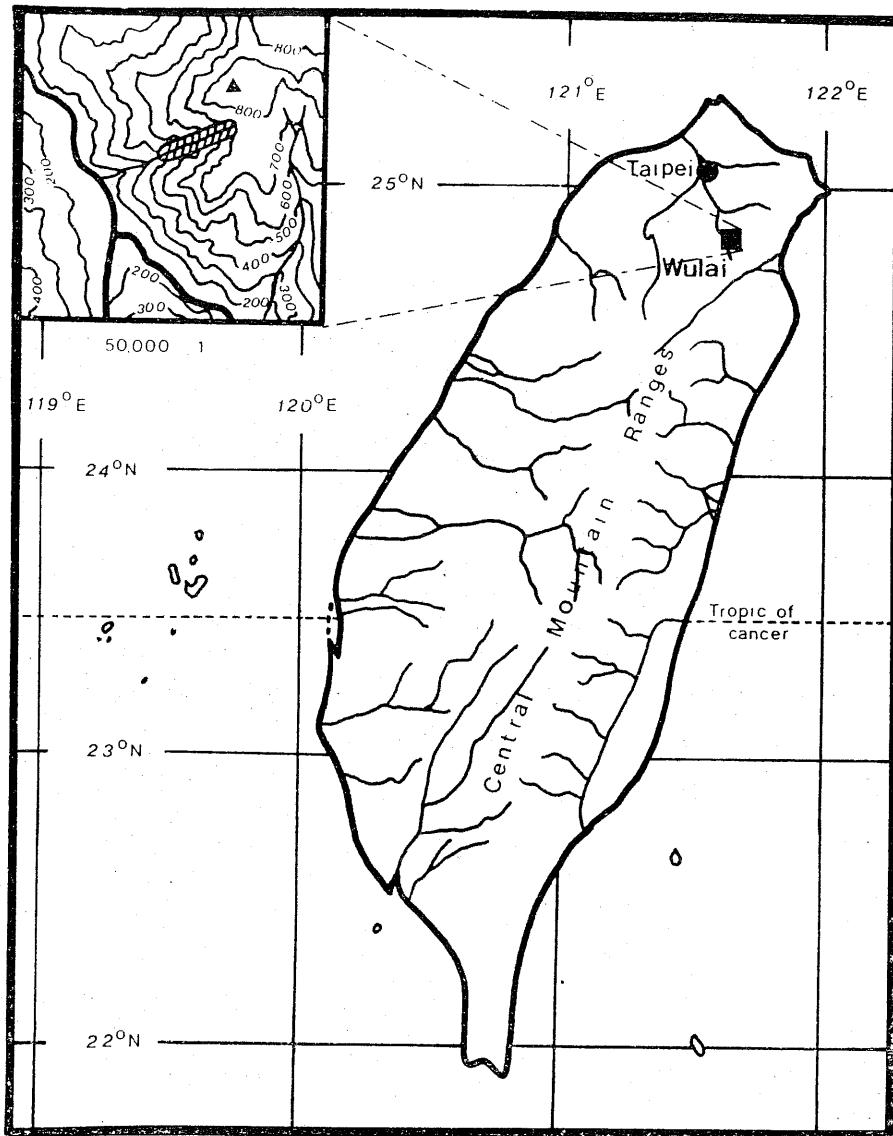 800
800
200
300
700
600
500
400
200
300
400
200
300
50,000 1
121°E
122°E
25°N
Taipei
Wulai
119°E
120°E
24°N
Central Mountain Ranges
Tropic of
cancer
23°N
22°N